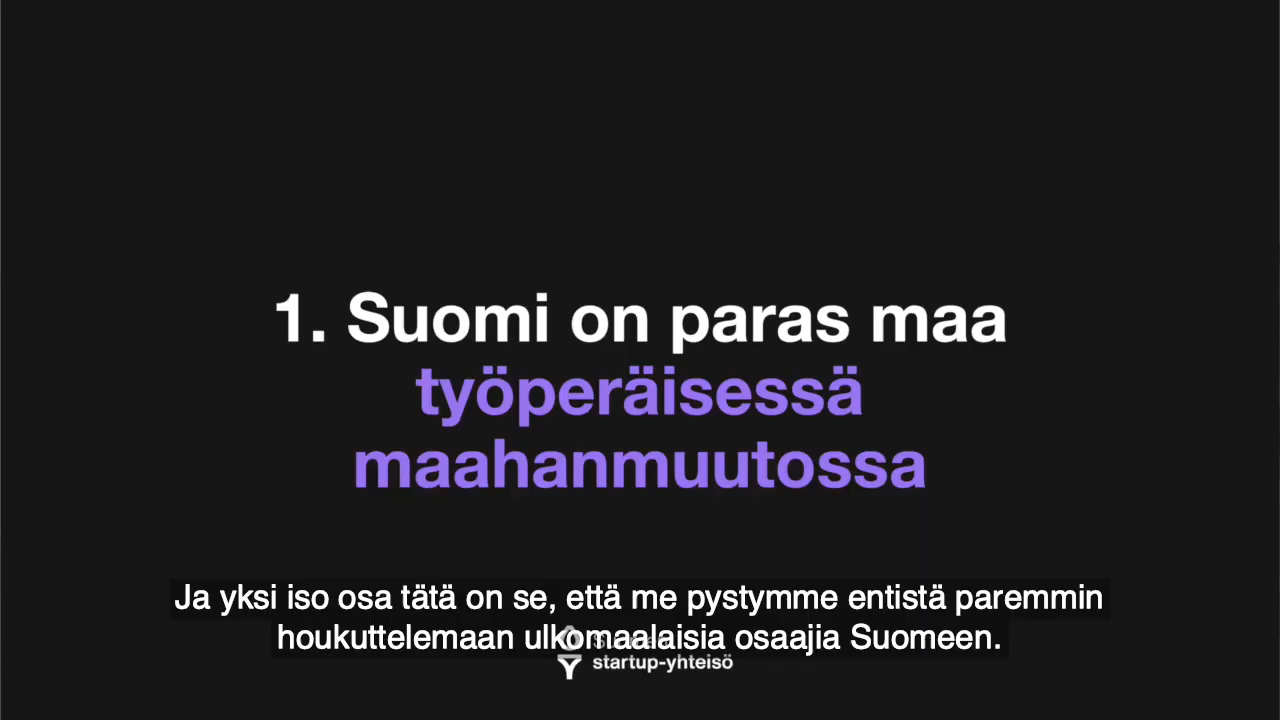 1. Suomi on paras maa
työperäisessä
maahanmuutossa
Ja yksi iso osa tätä on se, että me pystymme entistä paremmin
houkuttelemaan ulkomaalaisia osaajia Suomeen.
startup-yhteisö